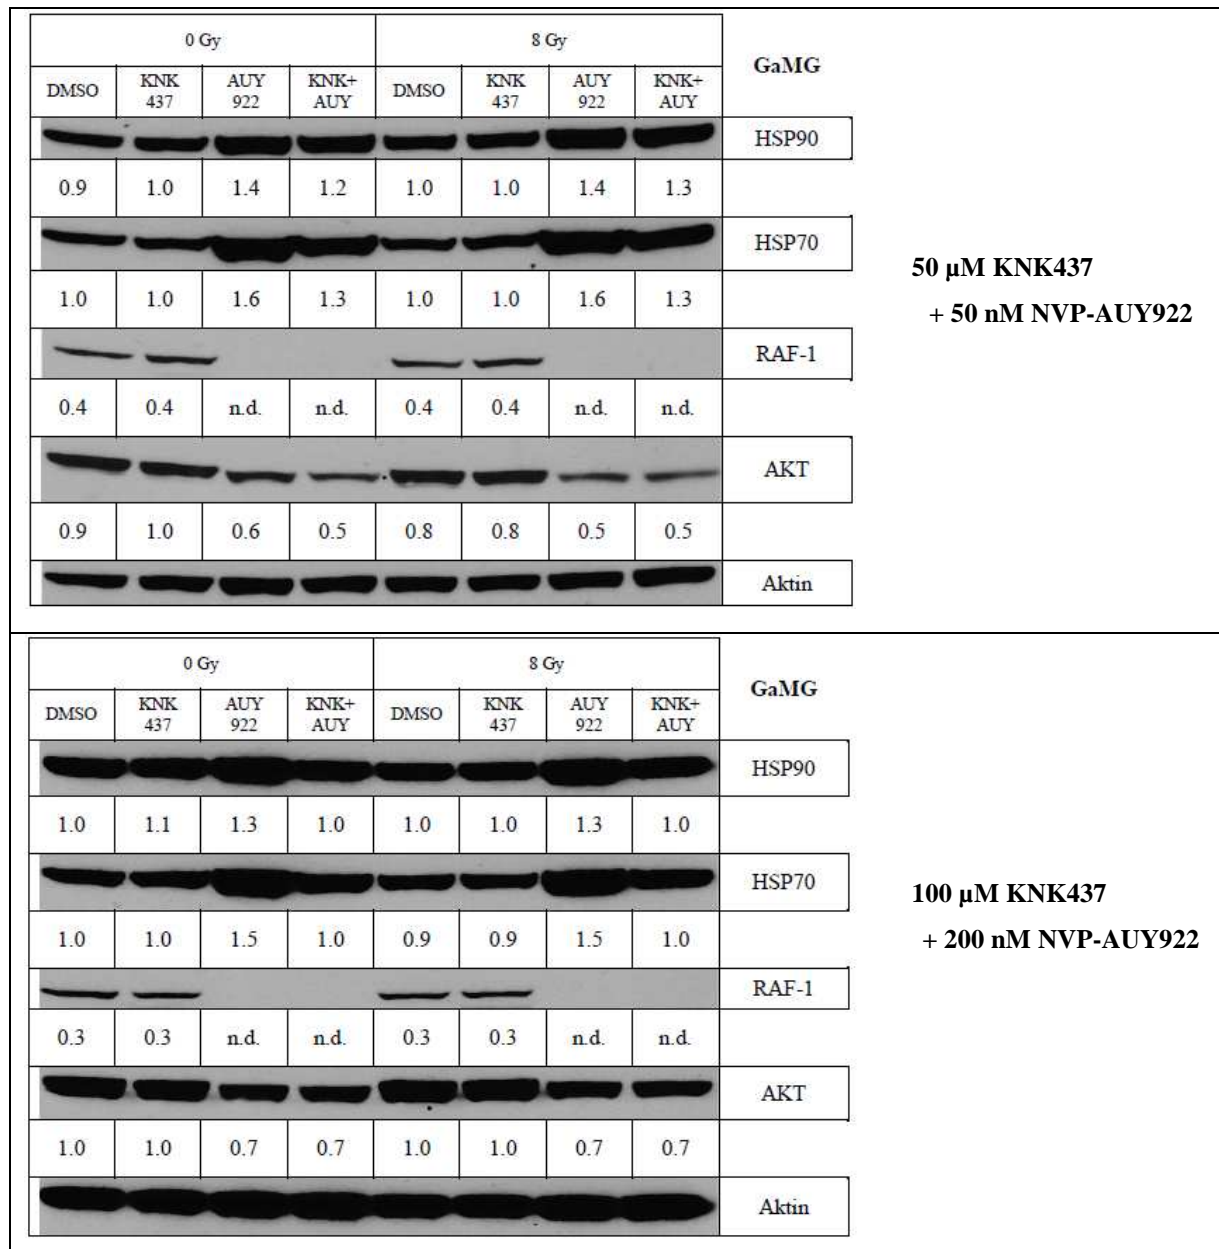 0 Gy 8 Gy GaMG
DMSO KNK 437 AUY 922 KNK+ AUY DMSO KNK 437 AUY 922 KNK+ AUY
HSP90
0.9 1.0 1.4 1.2 1.0 1.0 1.4 1.3
HSP70
1.0 1.0 1.6 1.3 1.0 1.0 1.6 1.3
RAF-1
0.4 0.4 n.d. n.d. 0.4 0.4 n.d. n.d.
AKT
0.9 1.0 0.6 0.5 0.8 0.8 0.5 0.5
Aktin
50 µM KNK437
+ 50 nM NVP-AUY922
0 Gy 8 Gy GaMG
DMSO KNK 437 AUY 922 KNK+ AUY DMSO KNK 437 AUY 922 KNK+ AUY
HSP90
1.0 1.1 1.3 1.0 1.0 1.0 1.3 1.0
HSP70
1.0 1.0 1.5 1.0 0.9 0.9 1.5 1.0
RAF-1
0.3 0.3 n.d. n.d. 0.3 0.3 n.d. n.d.
AKT
1.0 1.0 0.7 0.7 1.0 1.0 0.7 0.7
Aktin
100 µM KNK437
+ 200 nM NVP-AUY922